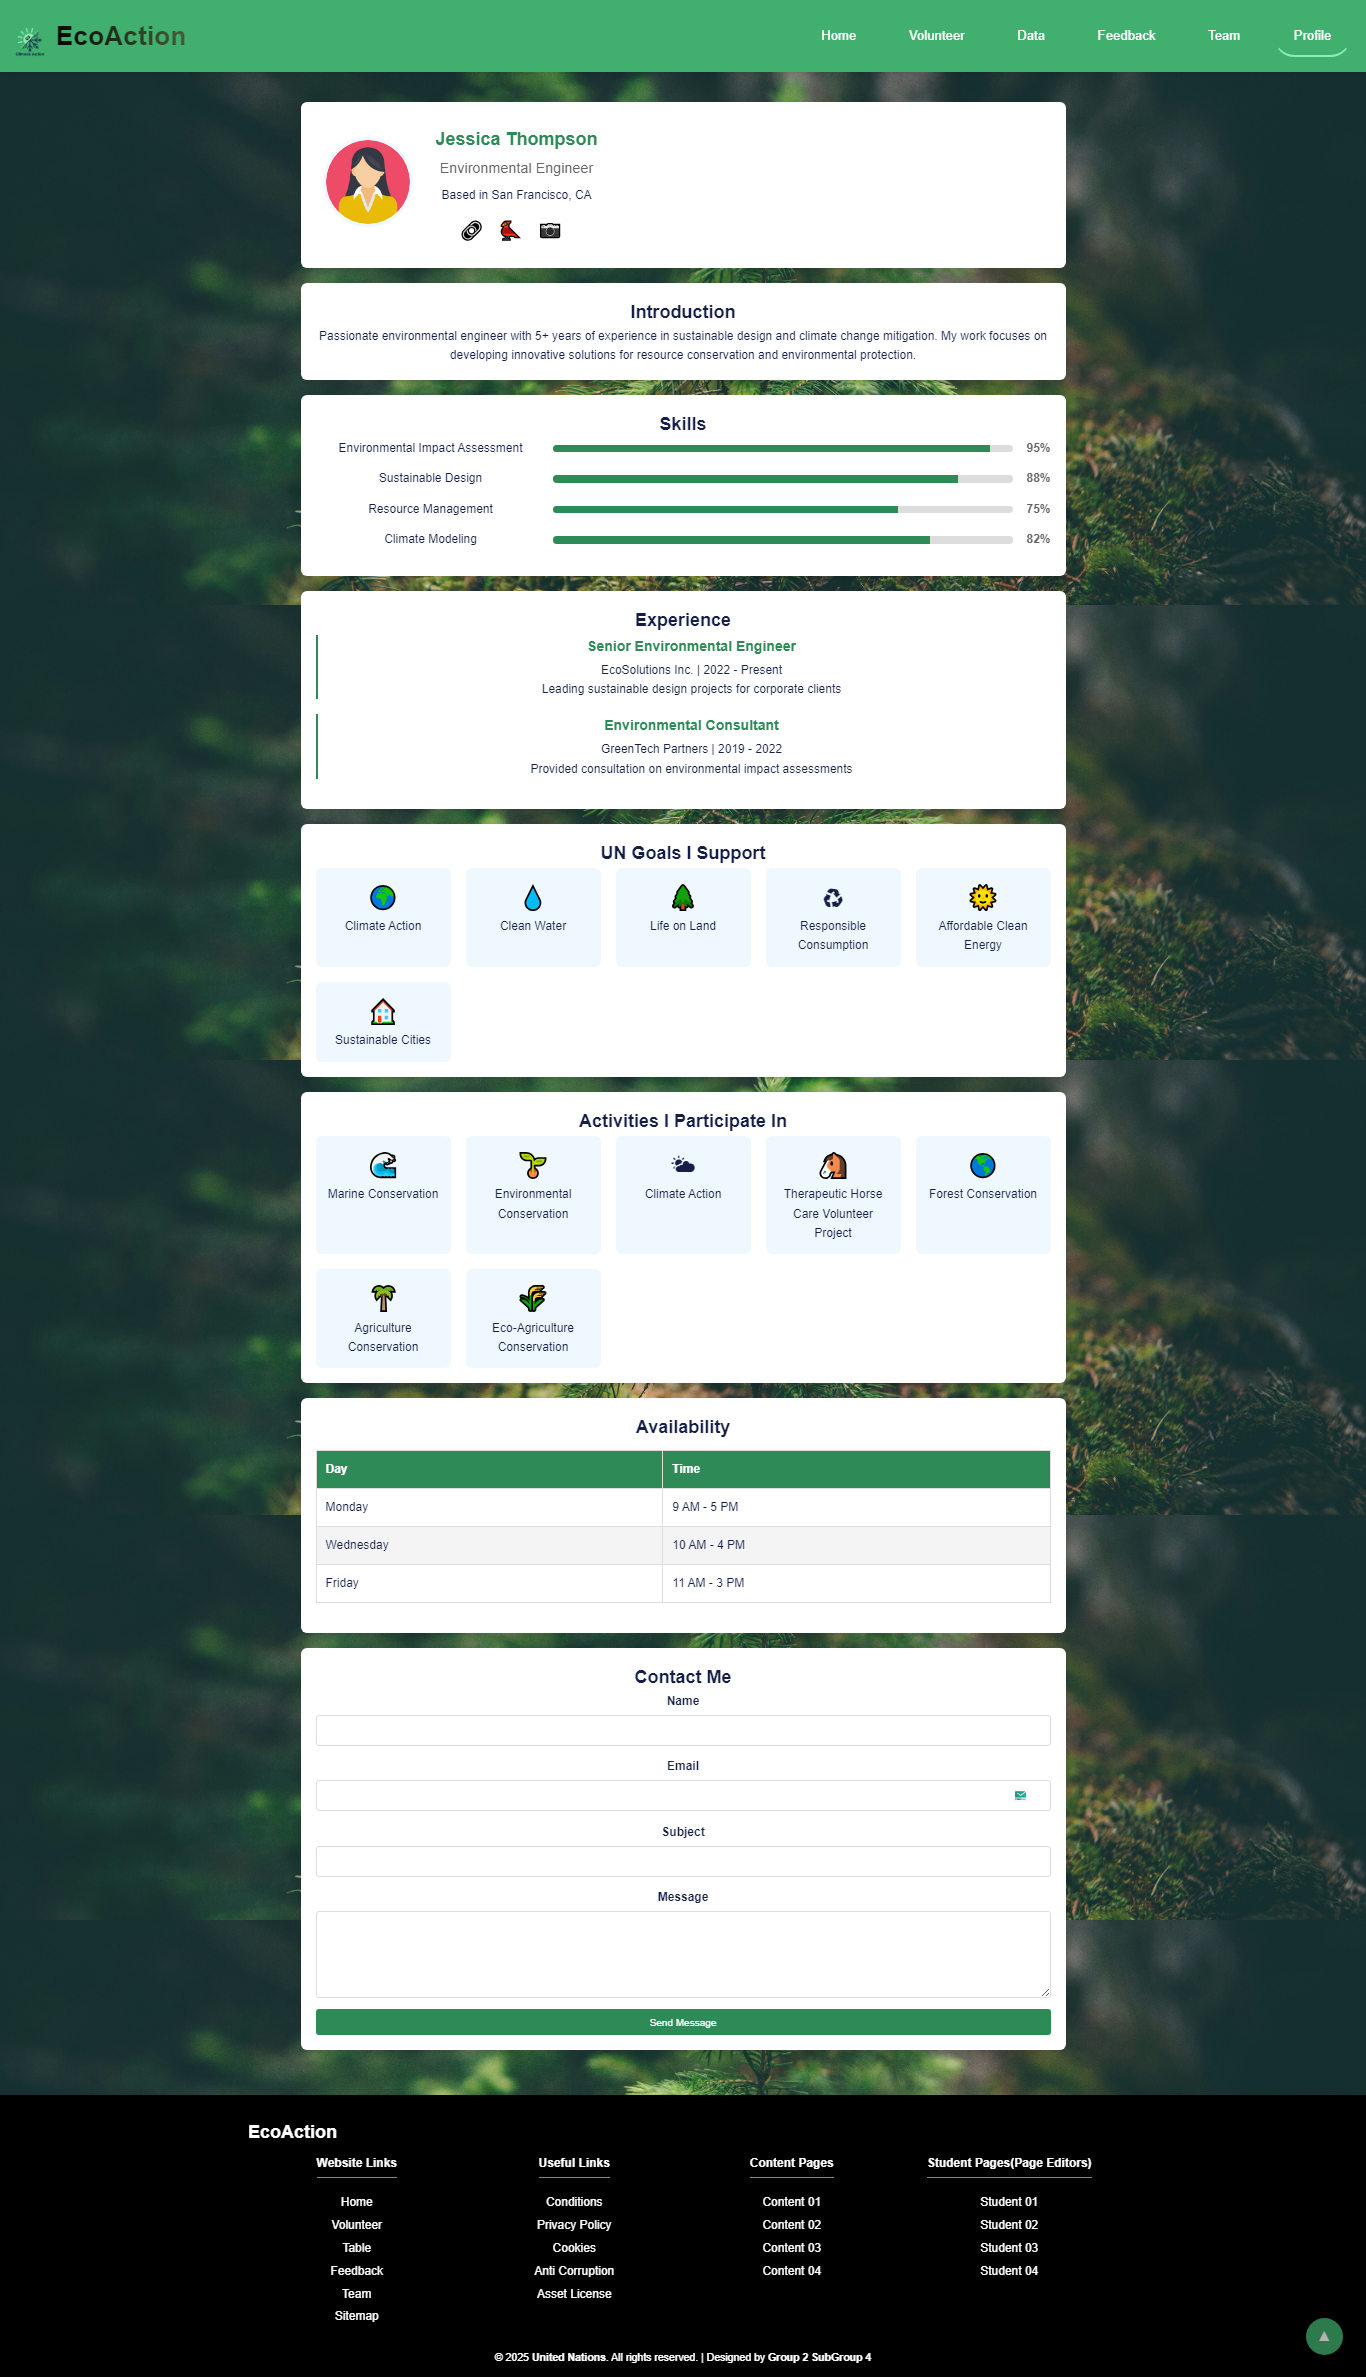 EcoAction
Home Volunteer Data Feedback Team Profile
Jessica Thompson
Environmental Engineer
Based in San Francisco, CA
Introduction
Passionate environmental engineer with 5+ years of experience in sustainable design and climate change mitigation. My work focuses on
developing innovative solutions for resource conservation and environmental protection.
Skills
Environmental Impact Assessment 95%
Sustainable Design 88%
Resource Management 75%
Climate Modeling 82%
Experience
Senior Environmental Engineer
EcoSolutions Inc. | 2022 - Present
Leading sustainable design projects for corporate clients
Environmental Consultant
GreenTech Partners | 2019 - 2022
Provided consultation on environmental impact assessments
UN Goals I Support
Climate Action
Clean Water
Life on Land
Responsible
Consumption
Affordable Clean
Energy
Sustainable Cities
Activities I Participate In
Marine Conservation
Environmental
Conservation
Climate Action
Therapeutic Horse
Care Volunteer
Project
Forest Conservation
Agriculture
Conservation
Eco-Agriculture
Conservation
Availability
Day Time
Monday 9 AM - 5 PM
Wednesday 10 AM - 4 PM
Friday 11 AM - 3 PM
Contact Me
Name
Email
Subject
Message
Send Message
EcoAction
Website Links
Home
Volunteer
Table
Feedback
Team
Sitemap
Useful Links
Conditions
Privacy Policy
Cookies
Anti Corruption
Asset License
Content Pages
Content 01
Content 02
Content 03
Content 04
Student Pages(Page Editors)
Student 01
Student 02
Student 03
Student 04
© 2025 United Nations. All rights reserved. | Designed by Group 2 SubGroup 4